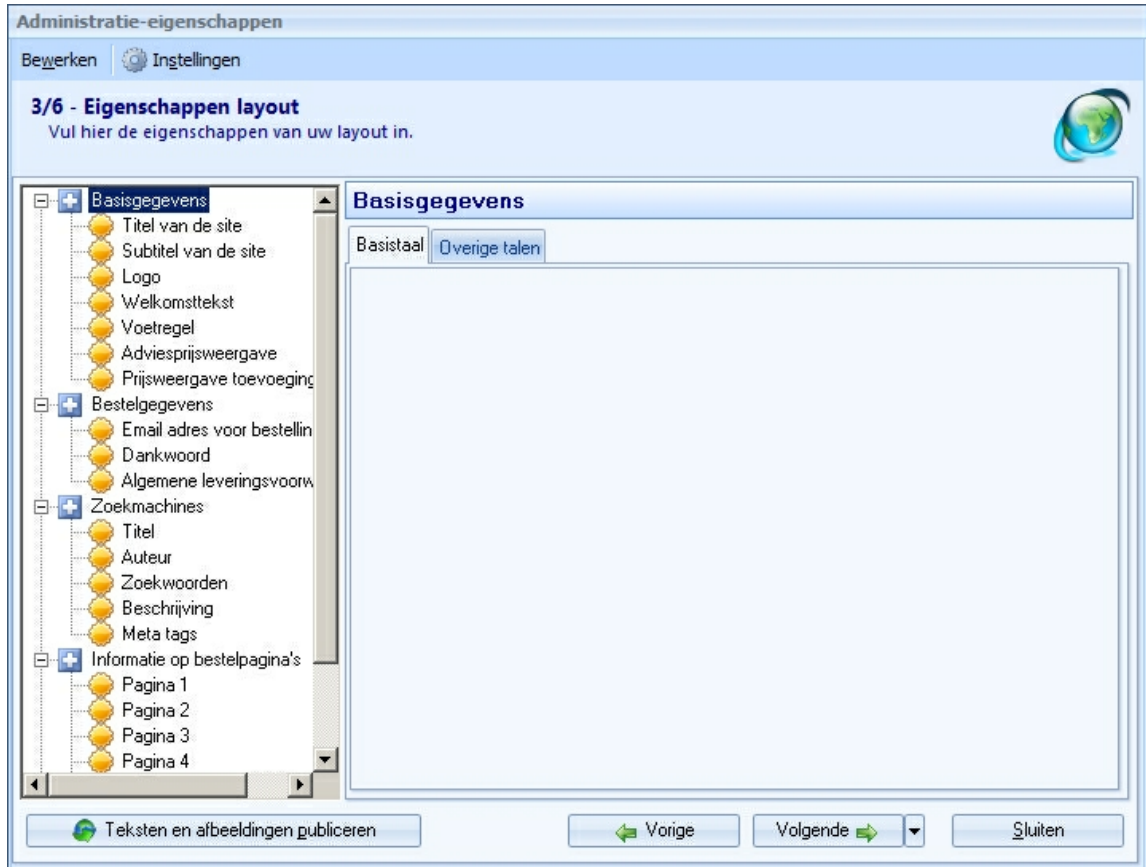 Administratie-eigenschappen
Bewerken Instellingen
3/6 - Eigenschappen layout
Vul hier de eigenschappen van uw layout in.
Basisgegevens
Titel van de site
Subtitel van de site
Logo
Welkomsttekst
Voetregel
Adviesprijsweergave
Prijsweergave toevoeging
Bestelgegevens
Email adres voor bestellin
Dankwoord
Algemene leveringsvoorw
Zoekmachines
Titel
Auteur
Zoekwoorden
Beschrijving
Meta tags
Informatie op bestelpagina's
Pagina 1
Pagina 2
Pagina 3
Pagina 4
Basisgegevens
Basistaal Overige talen
Teksten en afbeeldingen publiceren Vorige Volgende Sluiten